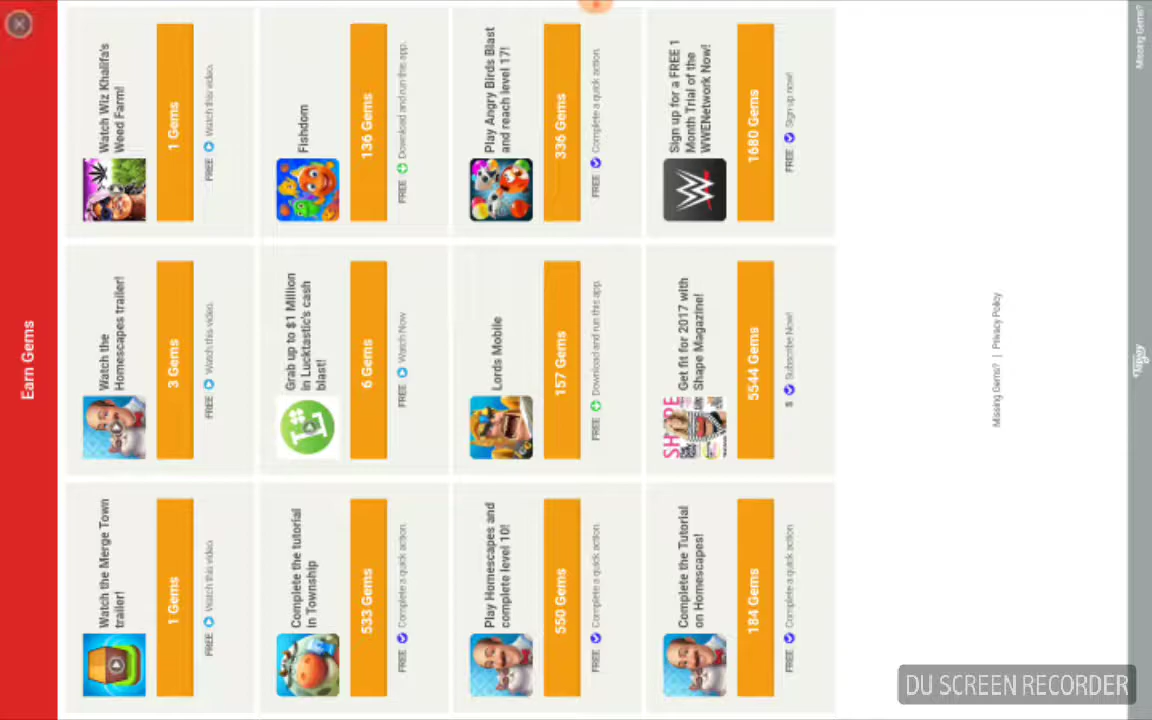 Earn Gems
Watch the Merge Town
trailer!
1 Gems
FREE Watch this video.
Watch the
Homescapes trailer!
3 Gems
FREE Watch this video.
Watch Wiz Khalifa's
Weed Farm!
1 Gems
FREE Watch this video.
Complete the tutorial
in Township
533 Gems
FREE Complete a quick action.
Grab up to $1 Million
in Lucktastic's cash
blast!
6 Gems
FREE Watch Now
Fishdom
136 Gems
FREE Download and run this app.
Play Homescapes and
complete level 10!
550 Gems
FREE Complete a quick action.
Lords Mobile
157 Gems
FREE Download and run this app.
Play Angry Birds Blast
and reach level 17!
336 Gems
FREE Complete a quick action.
Complete the Tutorial
on Homescapes!
184 Gems
FREE Complete a quick action.
SHAPE
Get fit for 2017 with
Shape Magazine!
5544 Gems
$ Subscribe Now!
Sign up for a FREE 1
Month Trial of the
WWENetwork Now!
1680 Gems
FREE Sign up now!
Missing Gems? | Privacy Policy
Tapjoy
Missing Gems?
DU SCREEN RECORDER